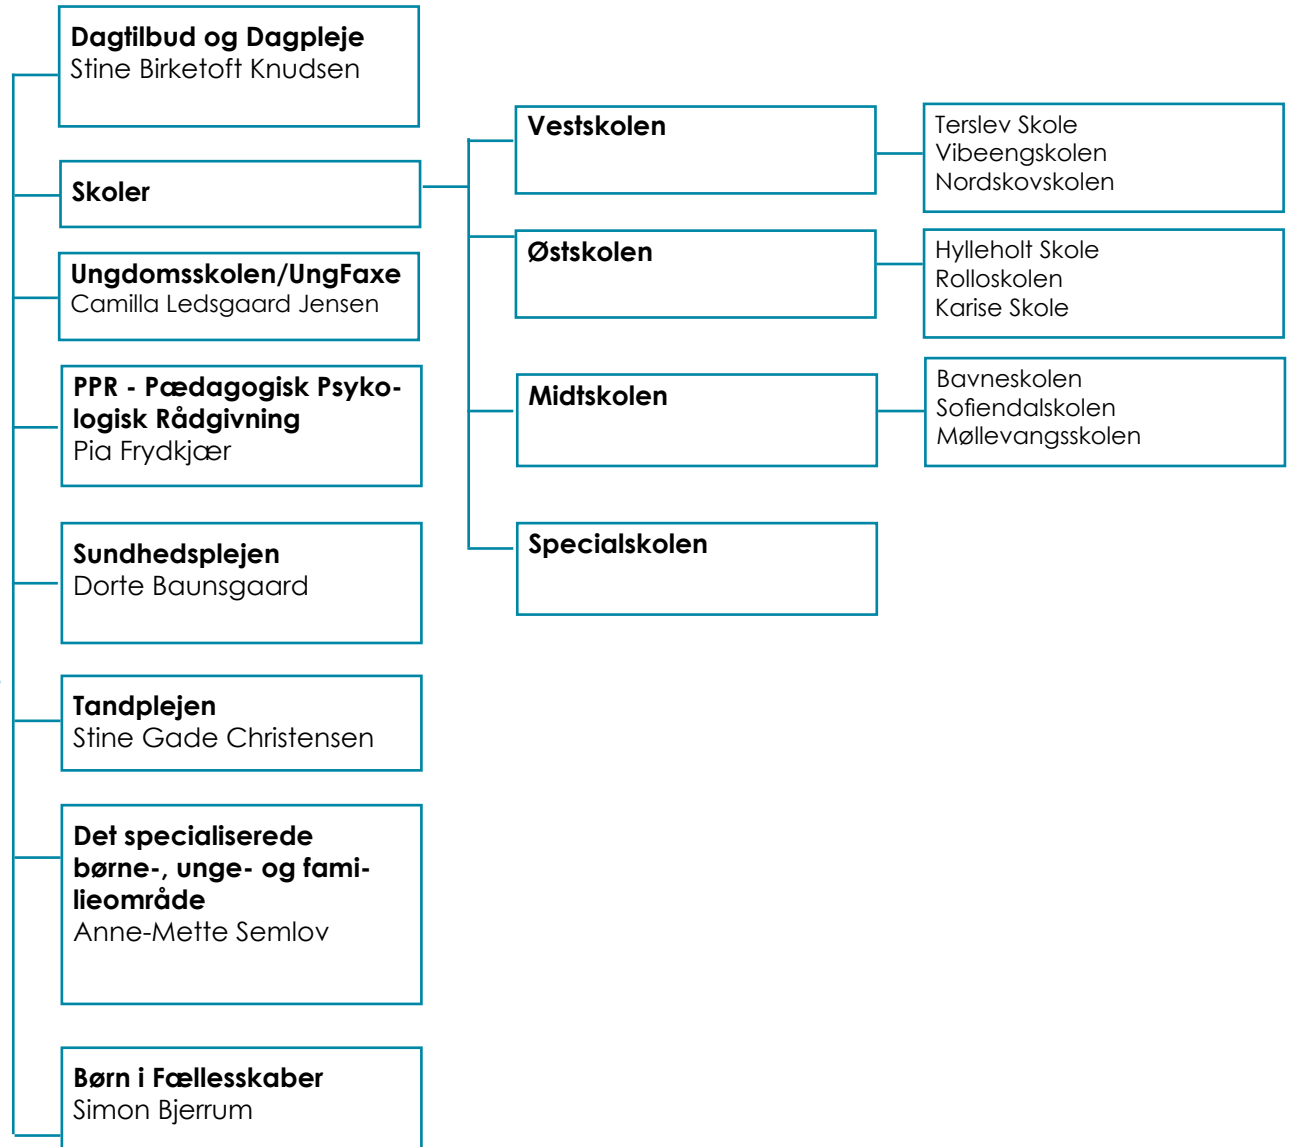 Dagtilbud og Dagpleje
Stine Birketoft Knudsen
Skoler
Ungdomsskolen/UngFaxe
Camilla Ledsgaard Jensen
PPR - Pædagogisk Psyko-
logisk Rådgivning
Pia Frydkjær
Sundhedsplejen
Dorte Baunsgaard
Tandplejen
Stine Gade Christensen
Det specialiserede
børne-, unge- og fami-
lieområde
Anne-Mette Semlov
Børn i Fællesskaber
Simon Bjerrum
Vestskolen
Østskolen
Midtskolen
Specialskolen
Terslev Skole
Vibeengskolen
Nordskovskolen
Hylleholt Skole
Rolloskolen
Karise Skole
Bavneskolen
Sofiendalskolen
Møllevangsskolen